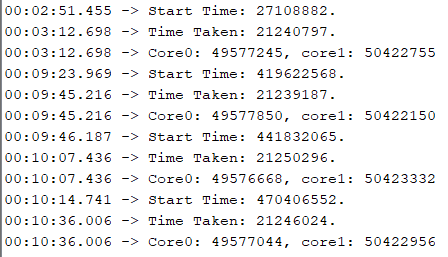 00:02:51.455 -> Start Time: 27108882.
00:03:12.698 -> Time Taken: 21240797.
00:03:12.698 -> Core0: 49577245, core1: 50422755
00:09:23.969 -> Start Time: 419622568.
00:09:45.216 -> Time Taken: 21239187.
00:09:45.216 -> Core0: 49577850, core1: 50422150
00:09:46.187 -> Start Time: 441832065.
00:10:07.436 -> Time Taken: 21250296.
00:10:07.436 -> Core0: 49576668, core1: 50423332
00:10:14.741 -> Start Time: 470406552.
00:10:36.006 -> Time Taken: 21246024.
00:10:36.006 -> Core0: 49577044, core1: 50422956